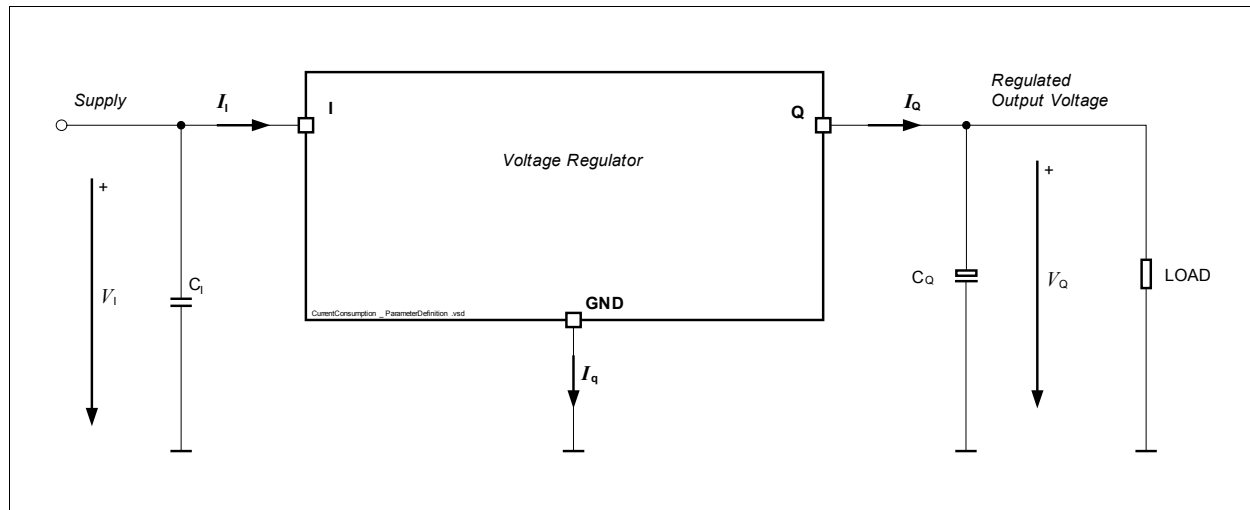 Supply
I_I
I
Q
I_Q
Regulated
Output Voltage
Voltage Regulator
+
+
V_I
C_I
C_Q
V_Q
LOAD
GND
CurrentConsumption _ ParameterDefinition .vsd
I_q